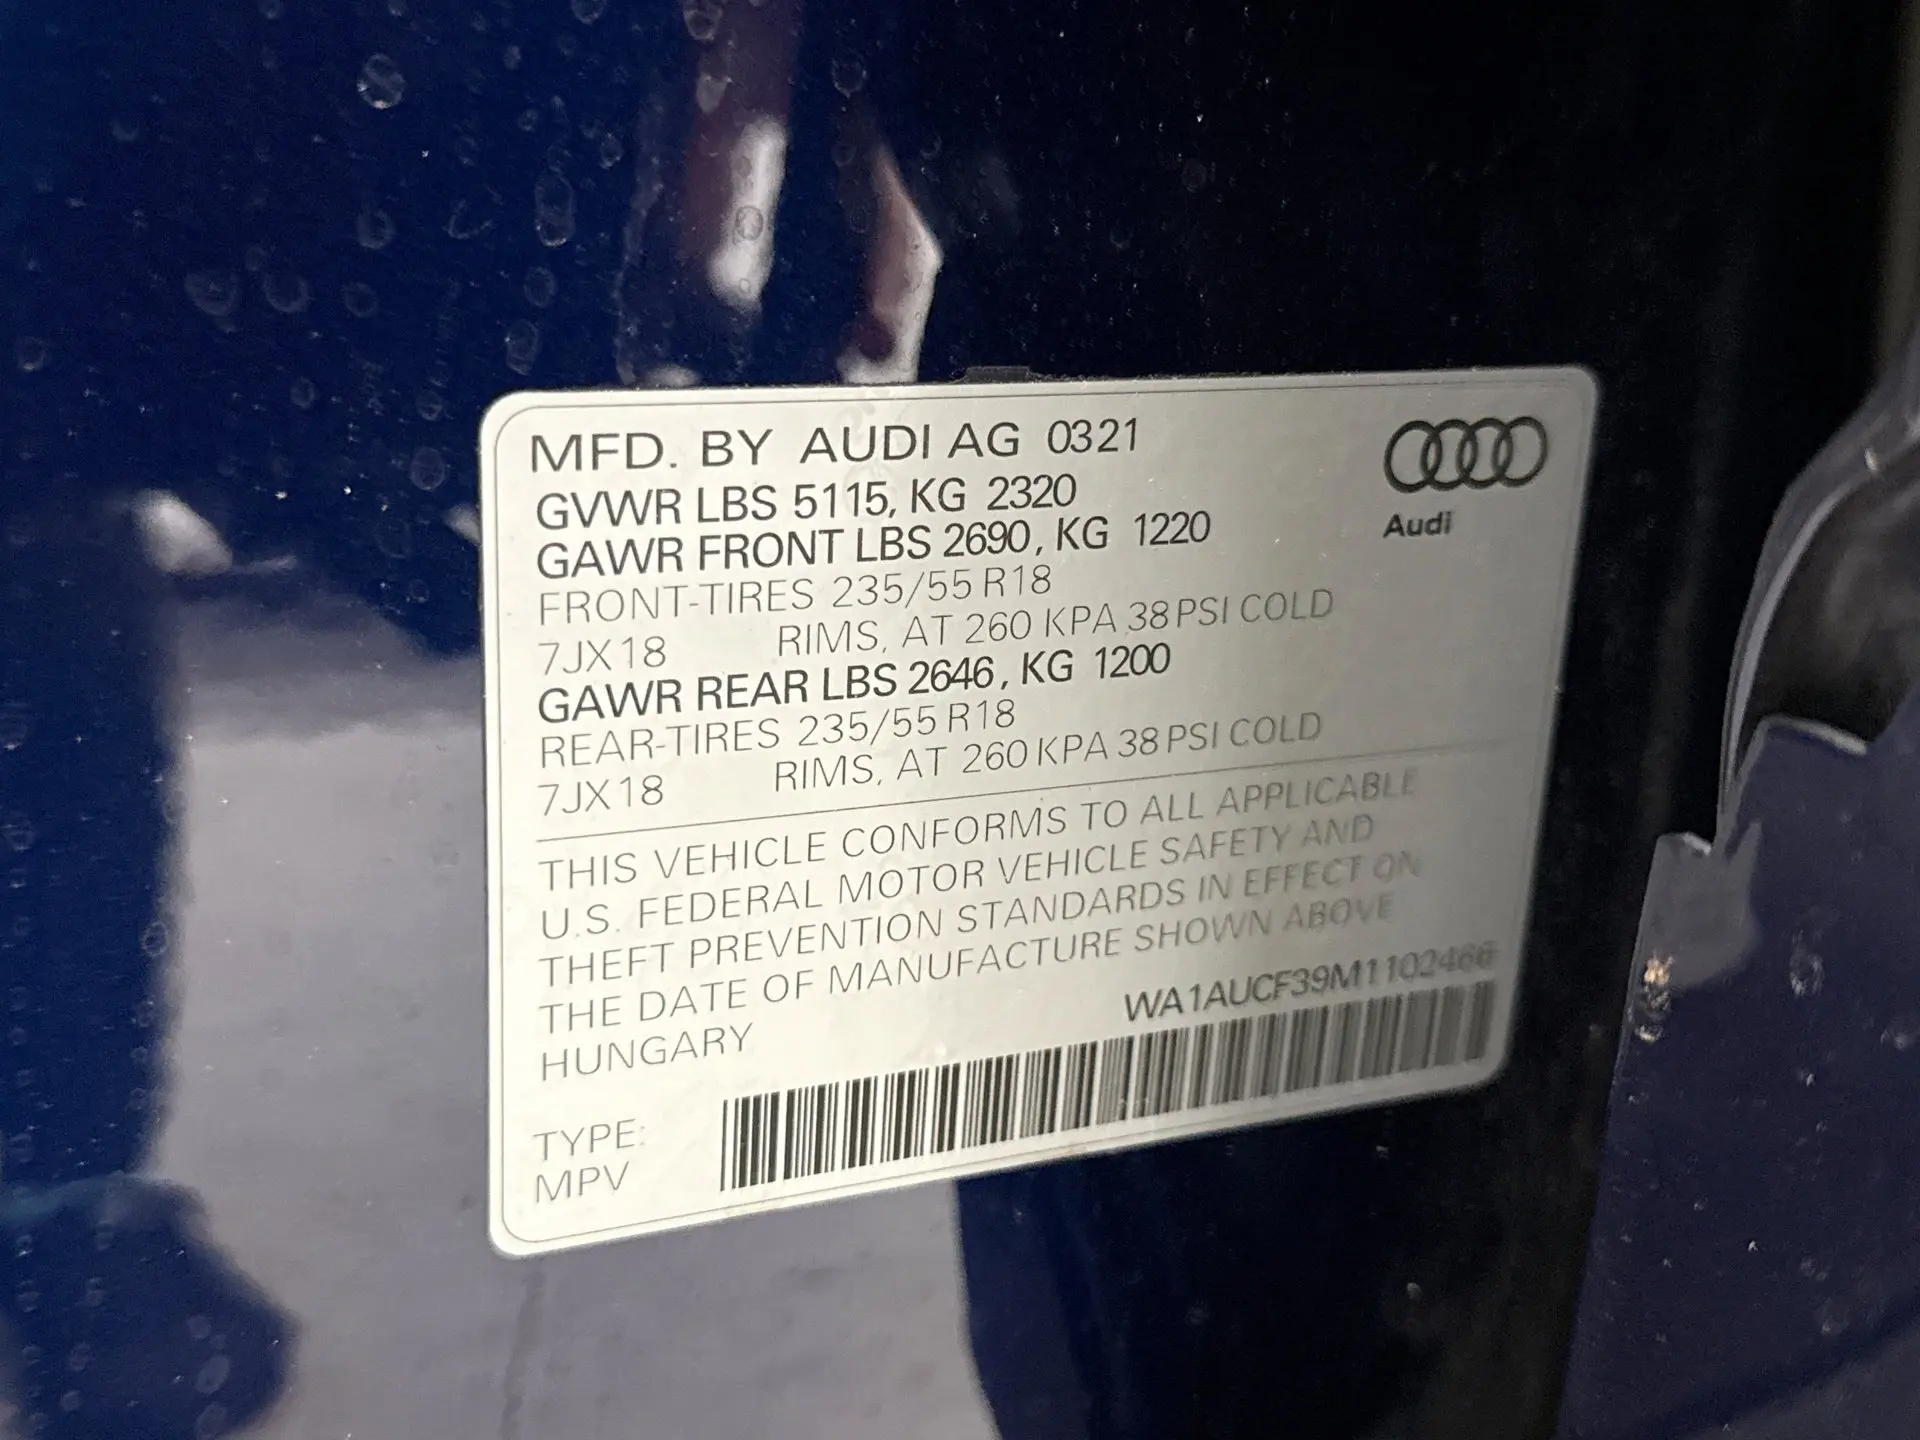 MFD. BY AUDI AG 0321
GVWR LBS 5115, KG 2320
GAWR FRONT LBS 2690, KG 1220
FRONT-TIRES 235/55 R18
7JX18 RIMS, AT 260 KPA 38 PSI COLD
GAWR REAR LBS 2646, KG 1200
REAR-TIRES 235/55 R18
7JX18 RIMS, AT 260 KPA 38 PSI COLD
Audi
THIS VEHICLE CONFORMS TO ALL APPLICABLE
U.S. FEDERAL MOTOR VEHICLE SAFETY AND
THEFT PREVENTION STANDARDS IN EFFECT ON
THE DATE OF MANUFACTURE SHOWN ABOVE
HUNGARY
WA1AUCF39M1102466
TYPE:
MPV